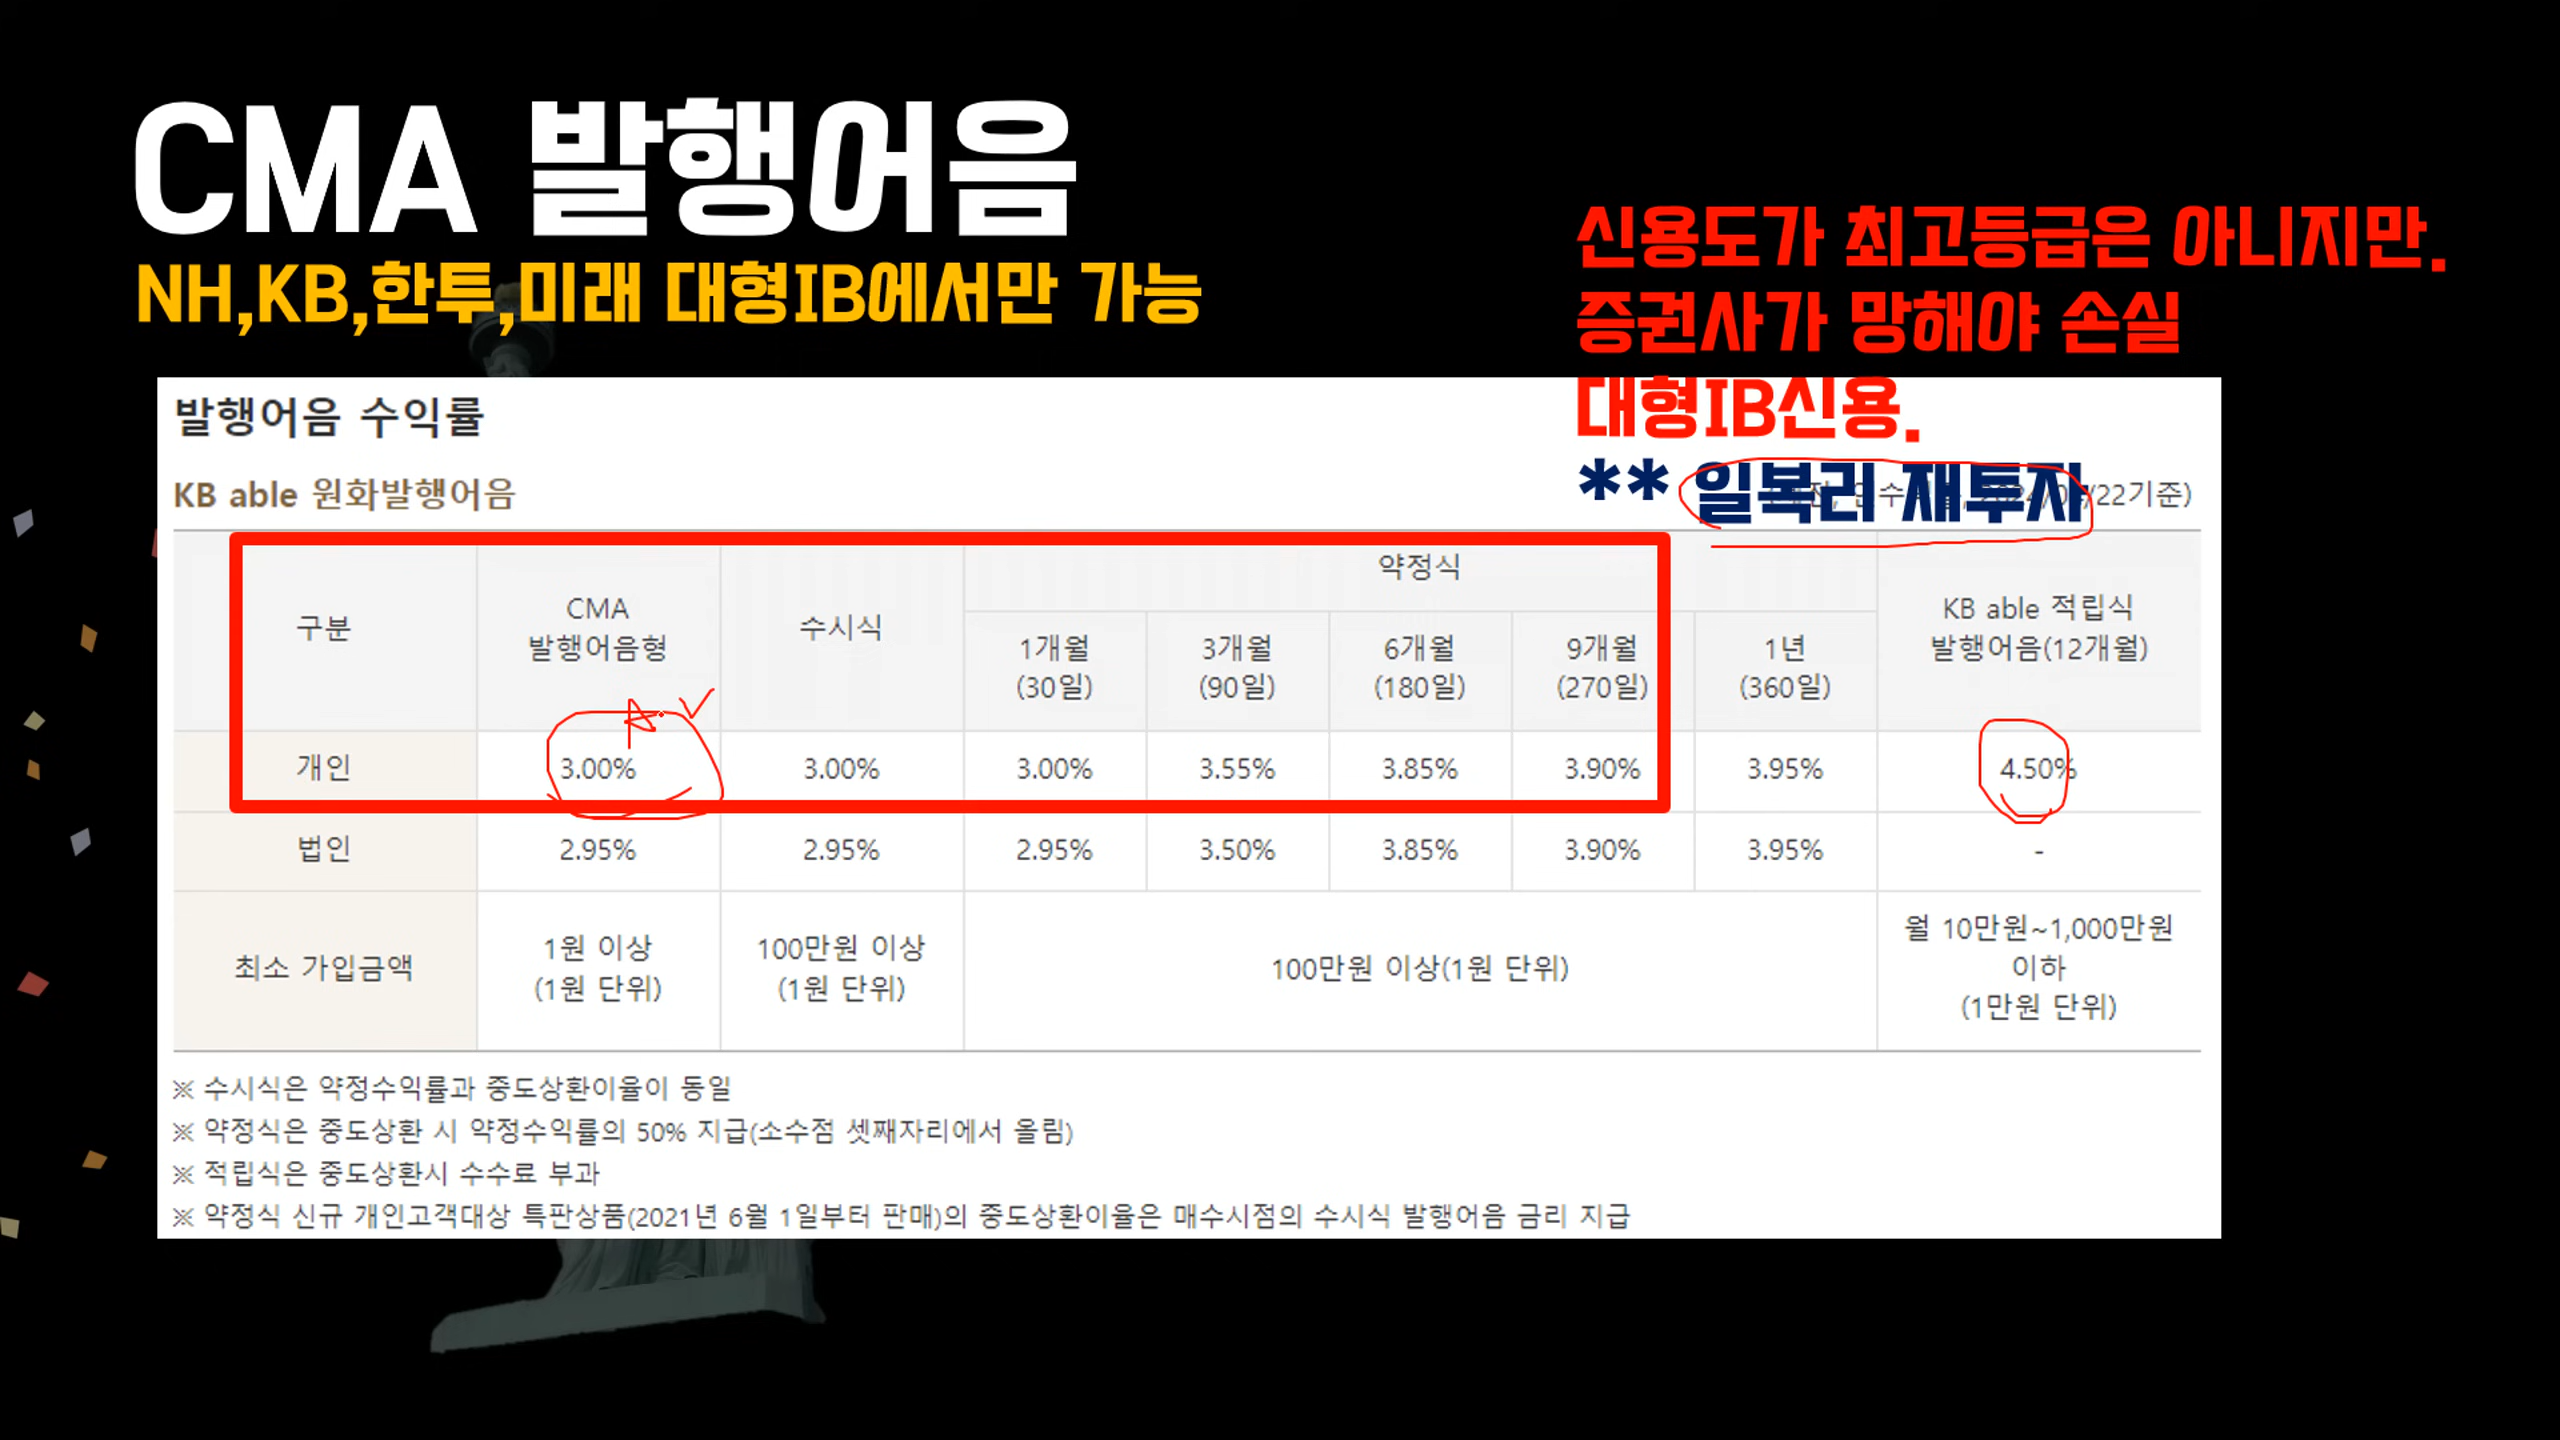 CMA 발행어음
NH,KB,한투,미래 대형IB에서만 가능
신용도가 최고등급은 아니지만.
증권사가 망해야 손실
대형IB신용.
** 일복리 재투자
발행어음 수익률
KB able 원화발행어음
/22기준)
구분
CMA
발행어음형
수시식
약정식
1개월
(30일)
3개월
(90일)
6개월
(180일)
9개월
(270일)
1년
(360일)
KB able 적립식
발행어음(12개월)
개인 3.00% 3.00% 3.00% 3.55% 3.85% 3.90% 3.95% 4.50%
법인 2.95% 2.95% 2.95% 3.50% 3.85% 3.90% 3.95% -
최소 가입금액
1원 이상
(1원 단위)
100만원 이상
(1원 단위)
100만원 이상(1원 단위)
월 10만원~1,000만원
이하
(1만원 단위)
※ 수시식은 약정수익률과 중도상환이율이 동일
※ 약정식은 중도상환 시 약정수익률의 50% 지급(소수점 셋째자리에서 올림)
※ 적립식은 중도상환시 수수료 부과
※ 약정식 신규 개인고객대상 특판상품(2021년 6월 1일부터 판매)의 중도상환이율은 매수시점의 수시식 발행어음 금리 지급